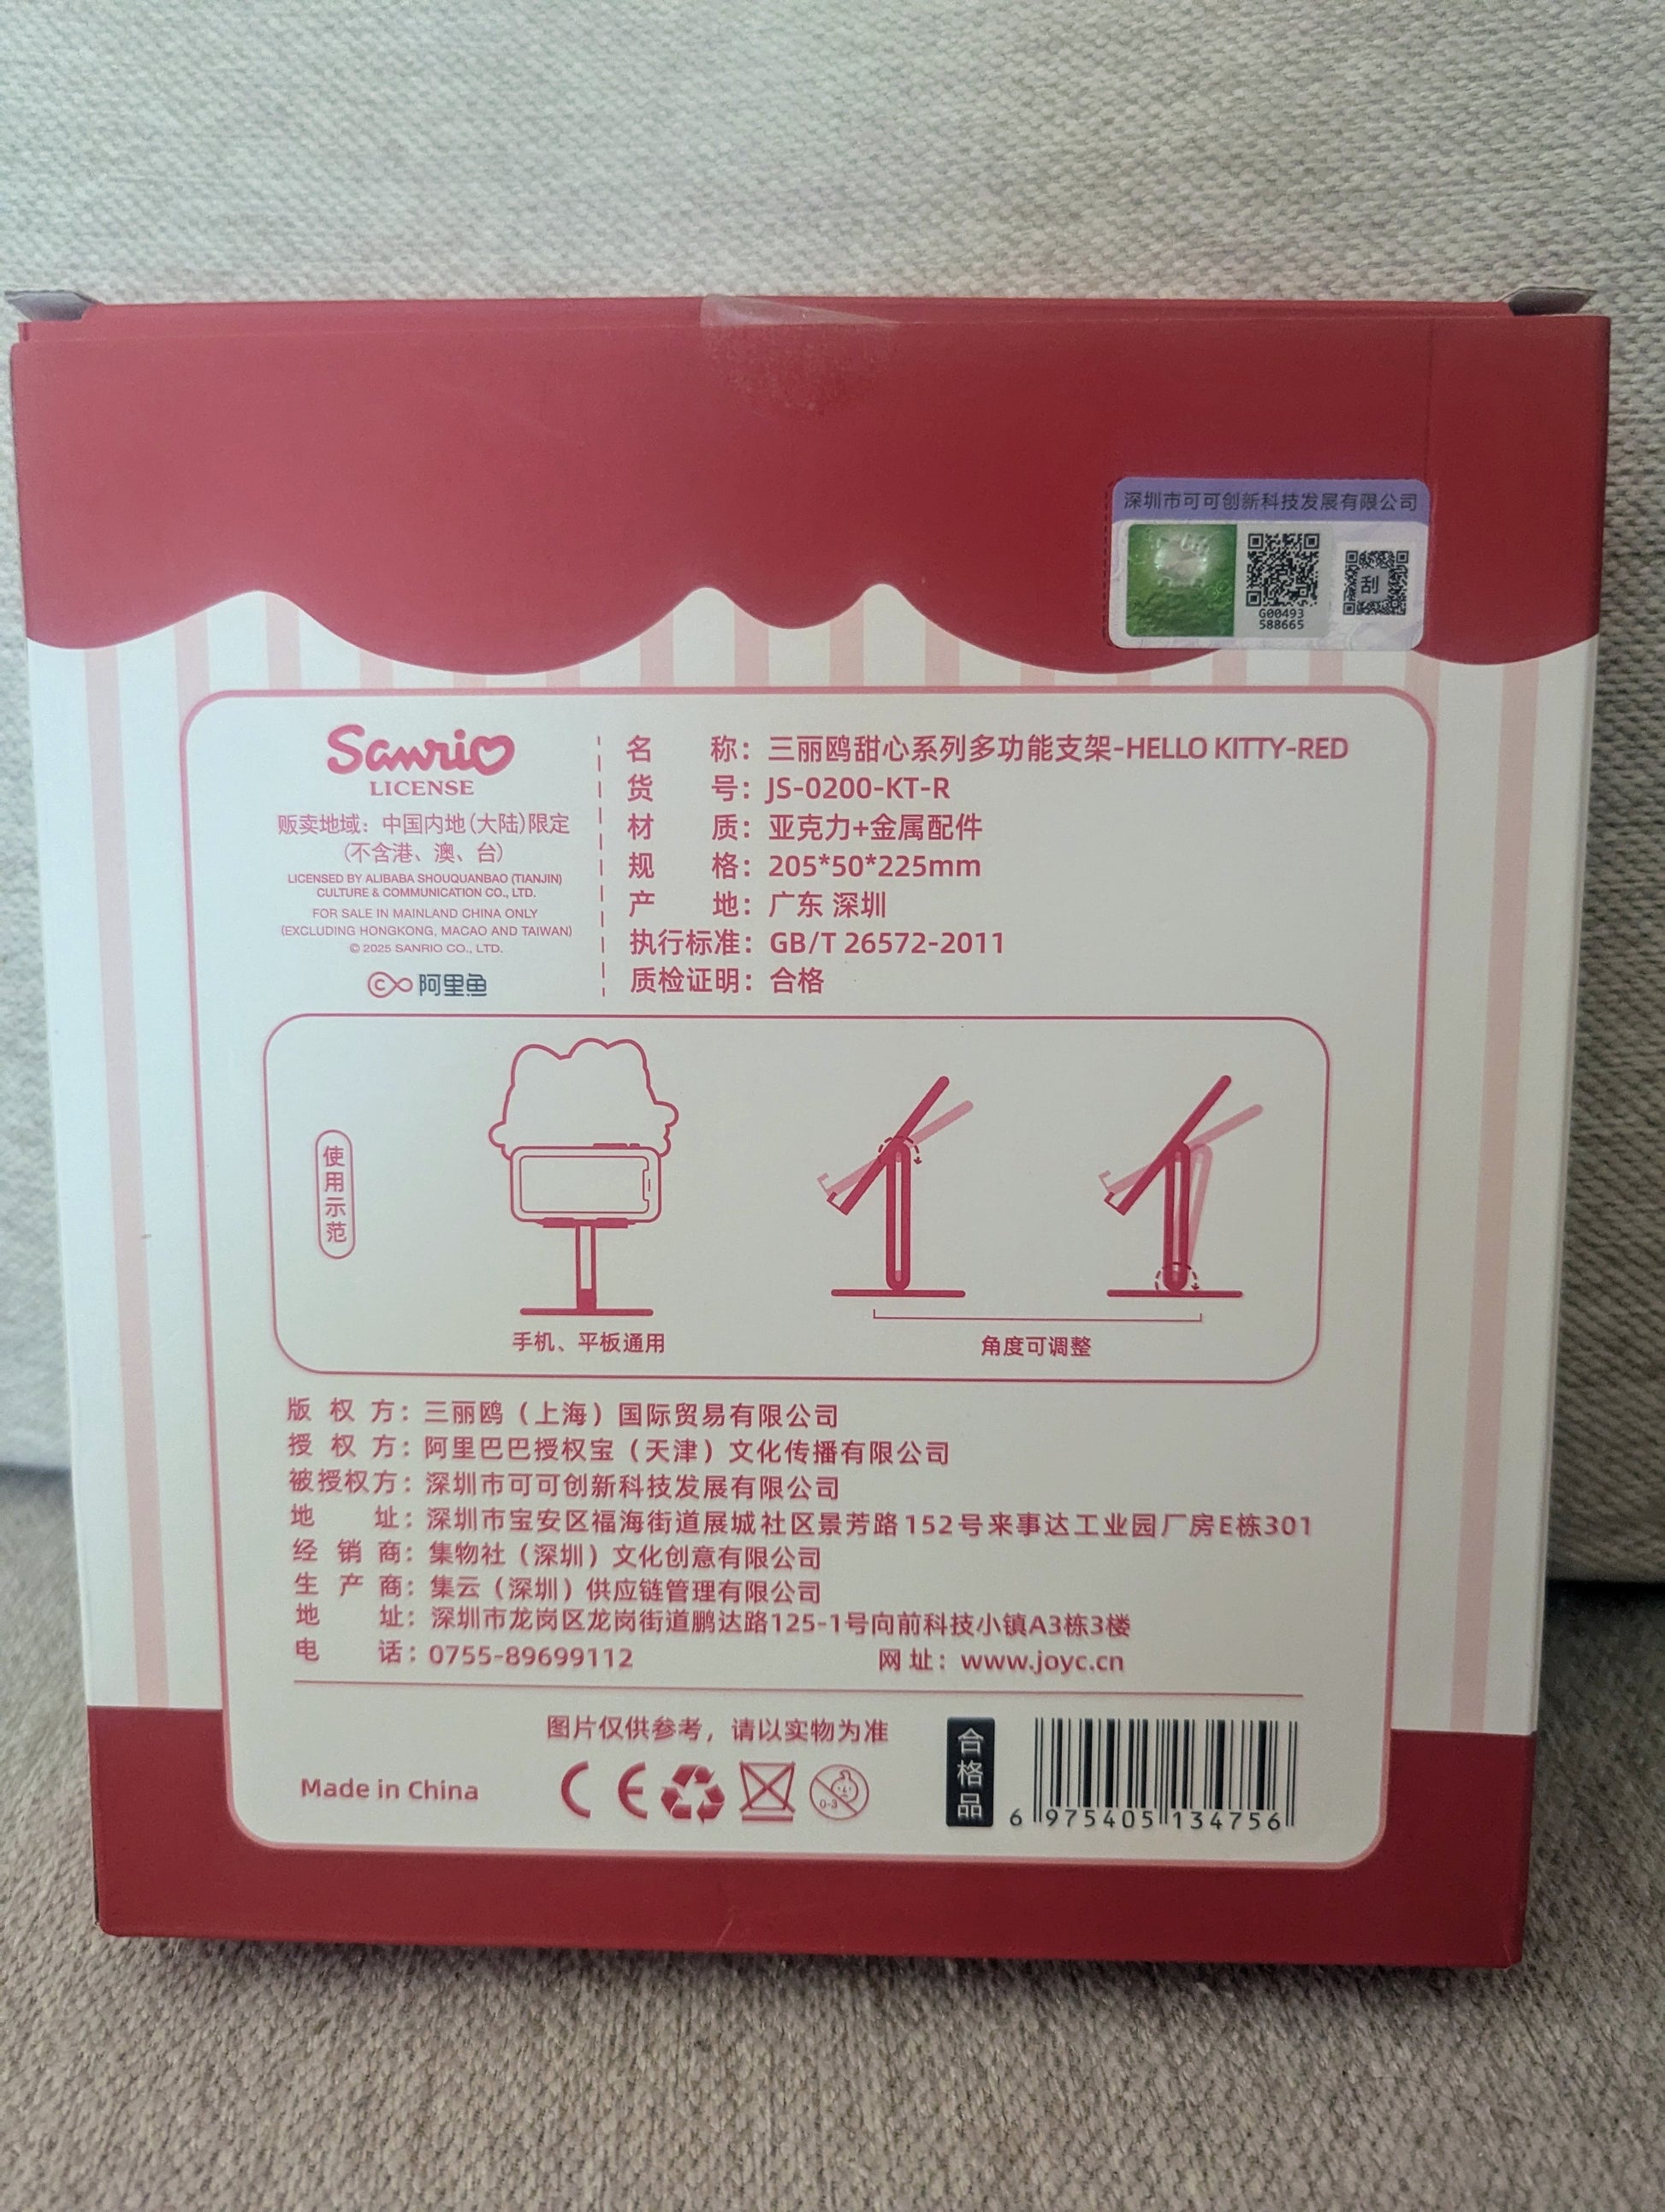 深圳市可可创新科技发展有限公司
刮
G00493
588665
Sanrio
LICENSE
贩卖地域：中国内地(大陆)限定
(不含港、澳、台)
LICENSED BY ALIBABA SHOUQUANBAO (TIANJIN)
CULTURE & COMMUNICATION CO., LTD.
FOR SALE IN MAINLAND CHINA ONLY
(EXCLUDING HONGKONG, MACAO AND TAIWAN)
© 2025 SANRIO CO., LTD.
阿里鱼
名称：三丽鸥甜心系列多功能支架-HELLO KITTY-RED
货号：JS-0200-KT-R
材质：亚克力+金属配件
规格：205*50*225mm
产地：广东 深圳
执行标准：GB/T 26572-2011
质检证明：合格
使用示范
手机、平板通用
角度可调整
版权方：三丽鸥（上海）国际贸易有限公司
授权方：阿里巴巴授权宝（天津）文化传播有限公司
被授权方：深圳市可可创新科技发展有限公司
地址：深圳市宝安区福海街道展城社区景芳路152号来事达工业园厂房E栋301
经销商：集物社（深圳）文化创意有限公司
生产商：集云（深圳）供应链管理有限公司
地址：深圳市龙岗区龙岗街道鹏达路125-1号向前科技小镇A3栋3楼
电话：0755-89699112 网址：www.joyc.cn
图片仅供参考，请以实物为准
Made in China
CE
0-3
合格品
6 975405 134756